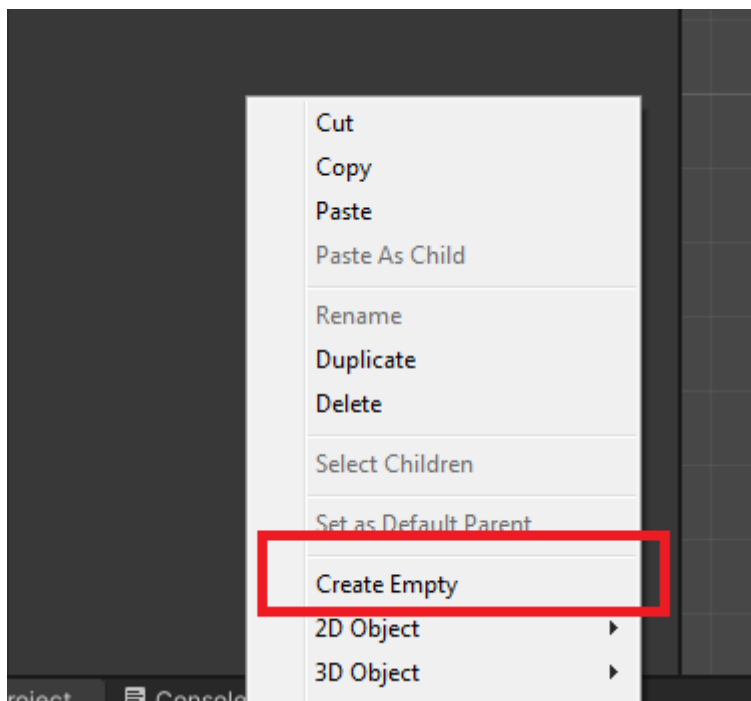 Cut
Copy
Paste
Paste As Child
Rename
Duplicate
Delete
Select Children
Set as Default Parent
Create Empty
2D Object
3D Object
Console